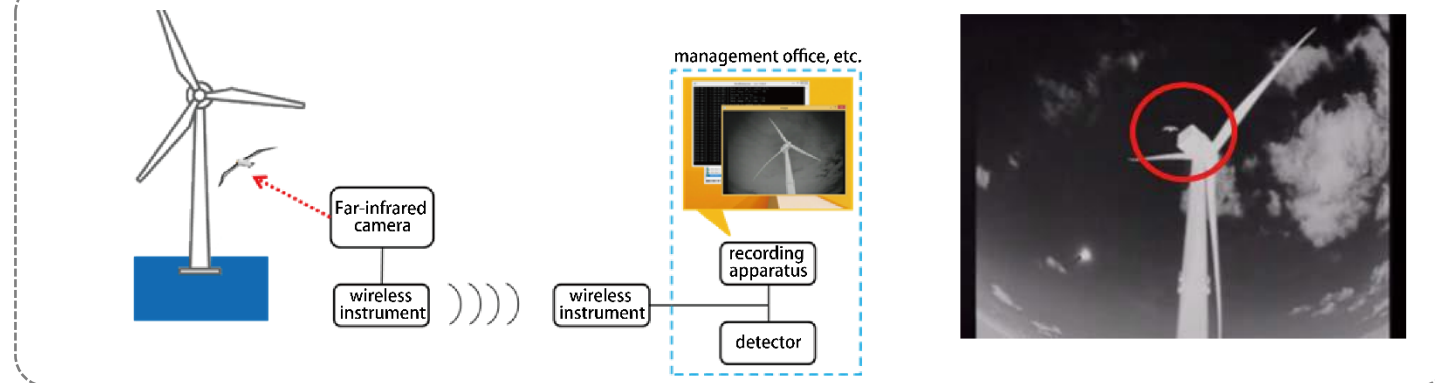 management office, etc.
Far-infrared
camera
recording
apparatus
wireless
instrument
wireless
instrument
detector